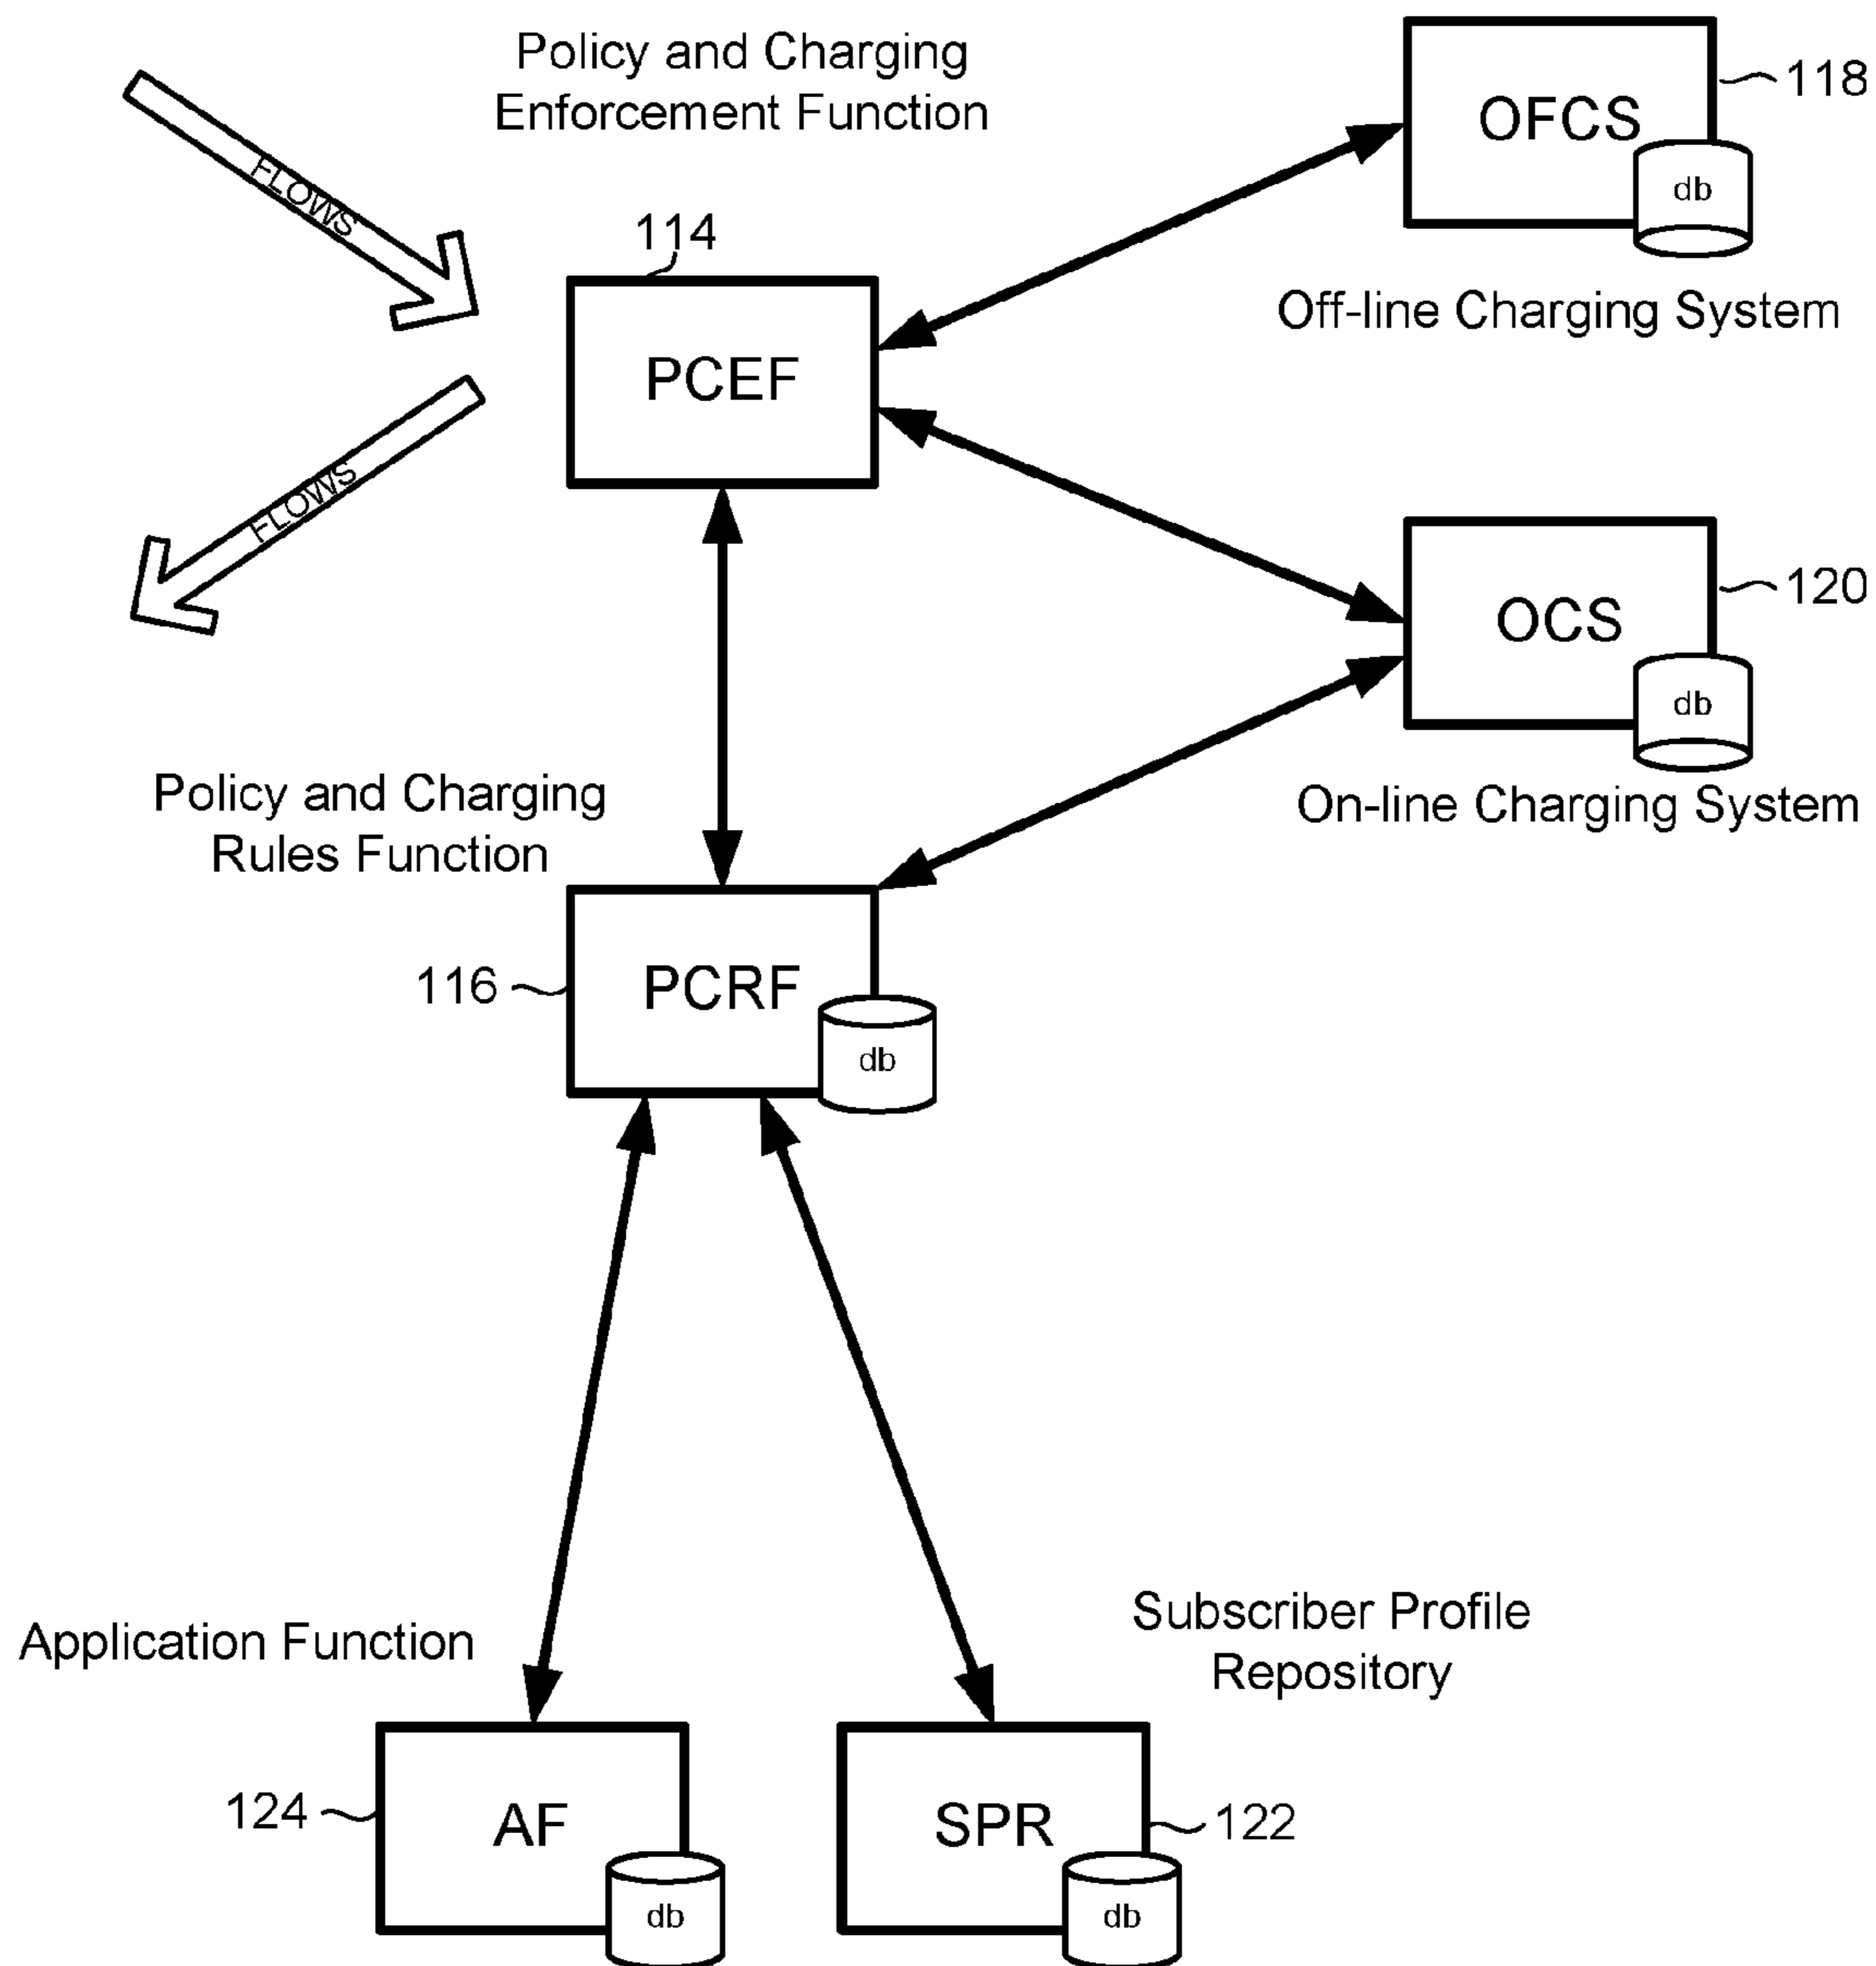 Policy and Charging
Enforcement Function
118
OFCS
db
FLOWS
114
Off-line Charging System
PCEF
FLOWS
120
OCS
db
On-line Charging System
Policy and Charging
Rules Function
116
PCRF
db
Application Function
Subscriber Profile
Repository
124
AF
db
SPR
122
db